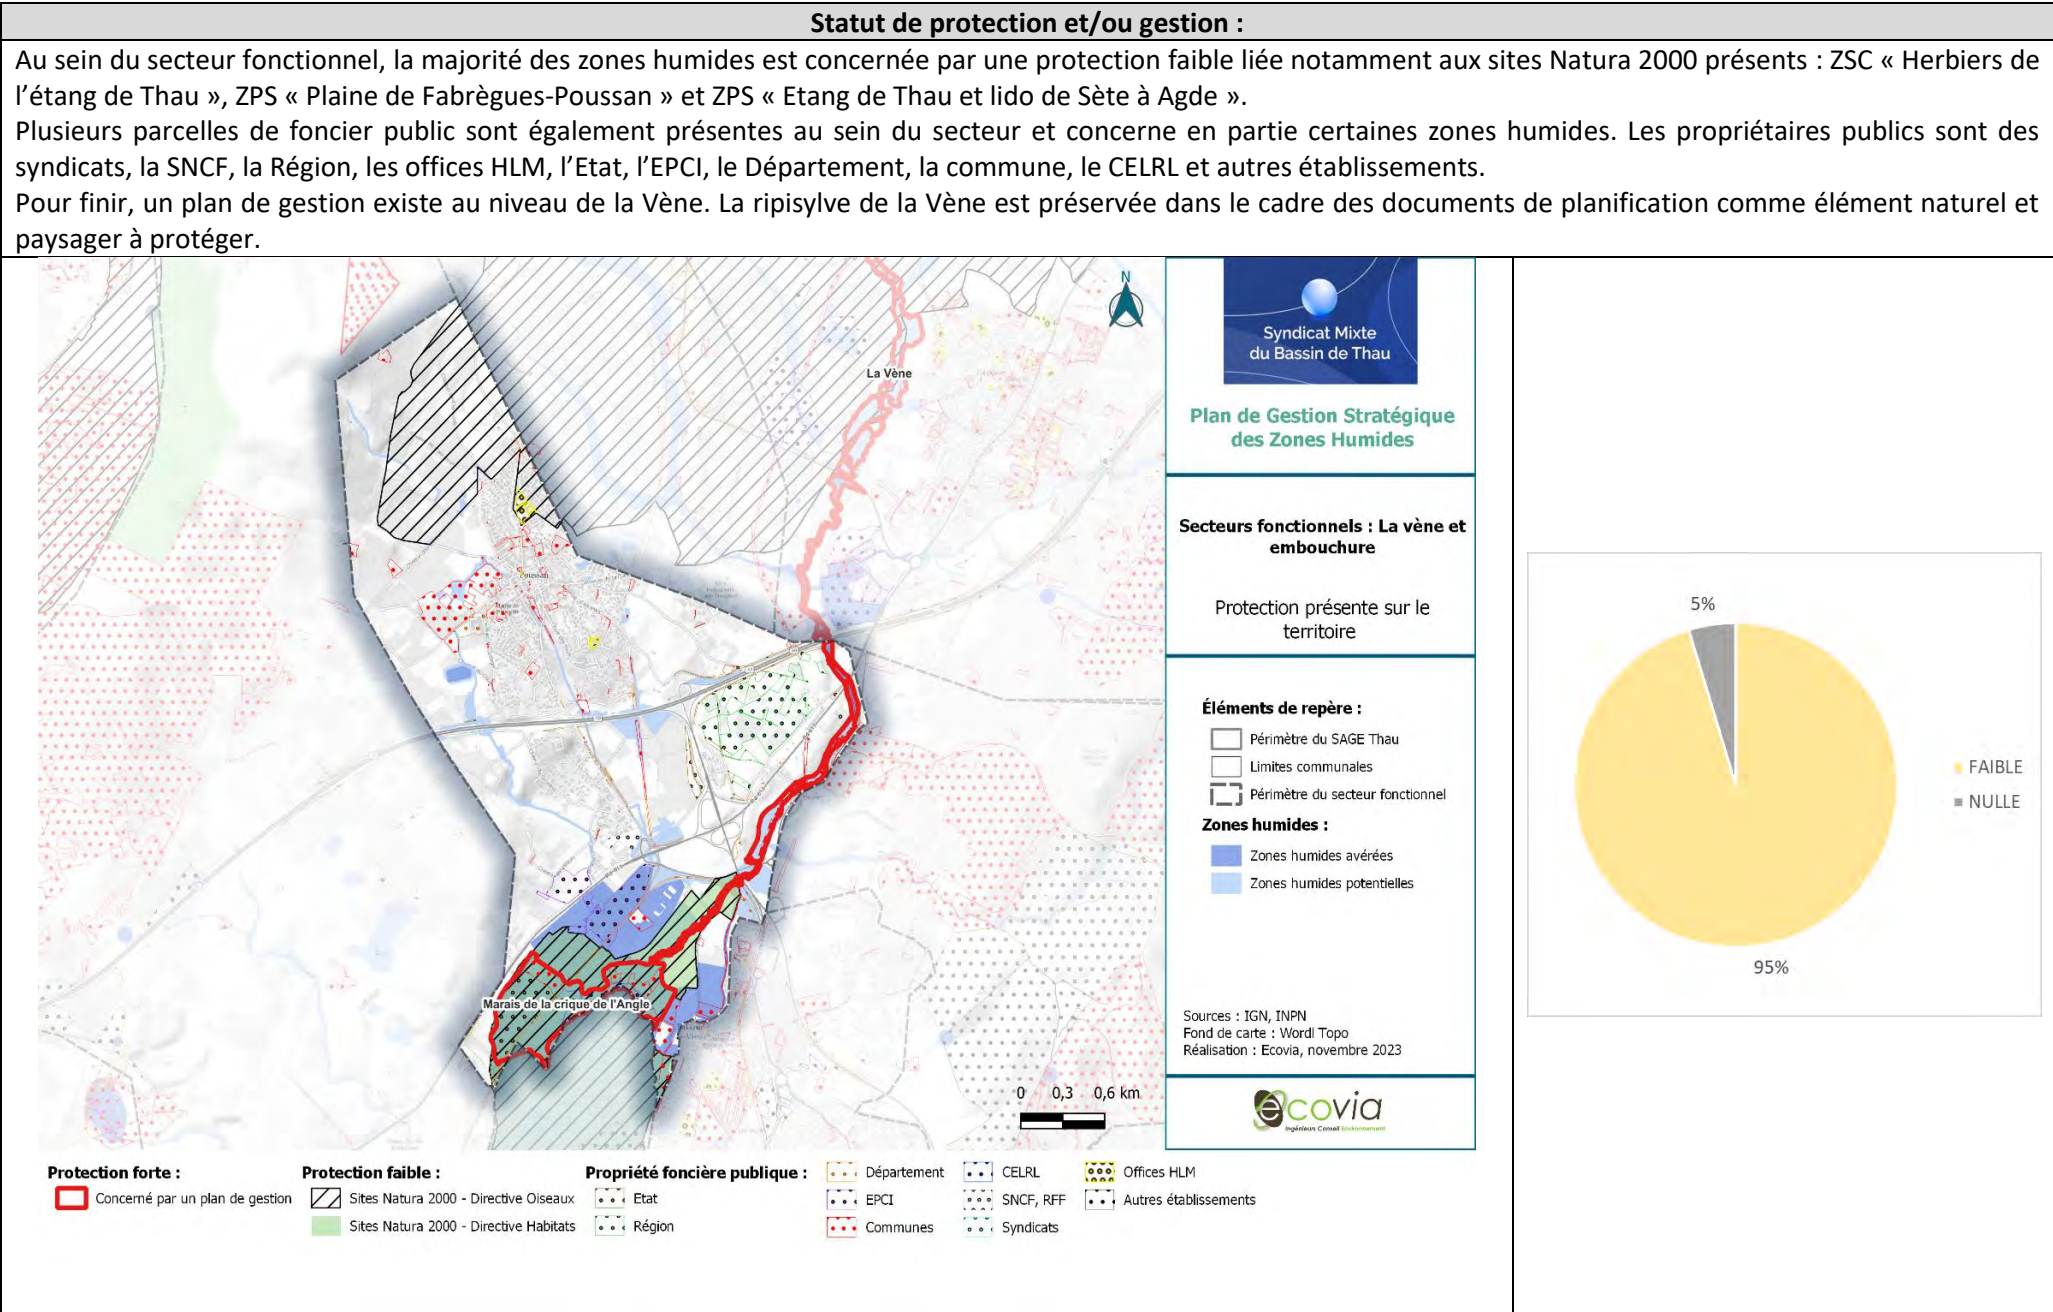 Statut de protection et/ou gestion :
Au sein du secteur fonctionnel, la majorité des zones humides est concernée par une protection faible liée notamment aux sites Natura 2000 présents : ZSC « Herbiers de
l’étang de Thau », ZPS « Plaine de Fabrègues-Poussan » et ZPS « Etang de Thau et lido de Sète à Agde ».
Plusieurs parcelles de foncier public sont également présentes au sein du secteur et concerne en partie certaines zones humides. Les propriétaires publics sont des
syndicats, la SNCF, la Région, les offices HLM, l’Etat, l’EPCI, le Département, la commune, le CELRL et autres établissements.
Pour finir, un plan de gestion existe au niveau de la Vène. La ripisylve de la Vène est préservée dans le cadre des documents de planification comme élément naturel et
paysager à protéger.
N
La Vène
Poussan
Marais de la crique de l'Angle
0 0,3 0,6 km
Syndicat Mixte
du Bassin de Thau
Plan de Gestion Stratégique
des Zones Humides
Secteurs fonctionnels : La vène et
embouchure
Protection présente sur le
territoire
Éléments de repère :
Périmètre du SAGE Thau
Limites communales
Périmètre du secteur fonctionnel
Zones humides :
Zones humides avérées
Zones humides potentielles
Sources : IGN, INPN
Fond de carte : Wordl Topo
Réalisation : Ecovia, novembre 2023
ecovia
Ingénieurs Conseil Environnement
Protection forte :
Concerné par un plan de gestion
Protection faible :
Sites Natura 2000 - Directive Oiseaux
Sites Natura 2000 - Directive Habitats
Propriété foncière publique :
Etat
Région
Département
EPCI
Communes
CELRL
SNCF, RFF
Syndicats
Offices HLM
Autres établissements
5%
95%
FAIBLE
NULLE